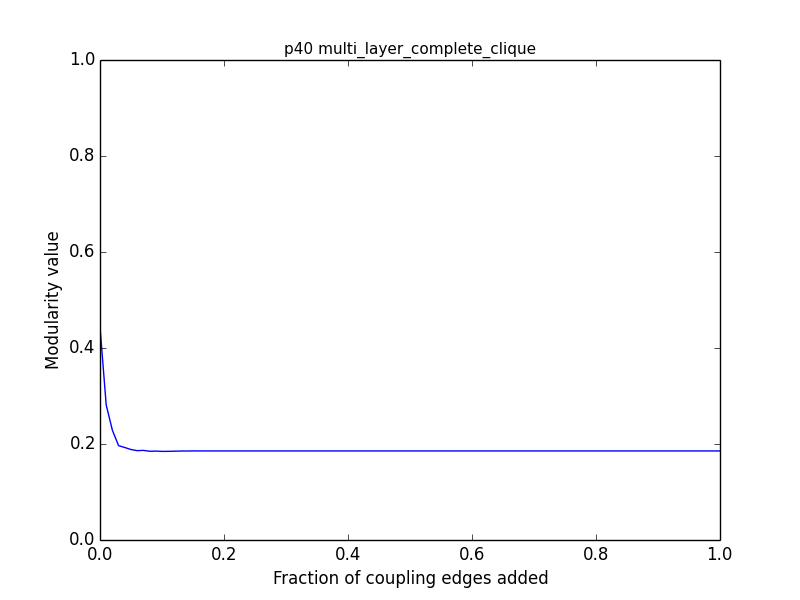 p40 multi_layer_complete_clique
1.0
0.8
0.6
0.4
0.2
0.0
Modularity value
0.0 0.2 0.4 0.6 0.8 1.0
Fraction of coupling edges added